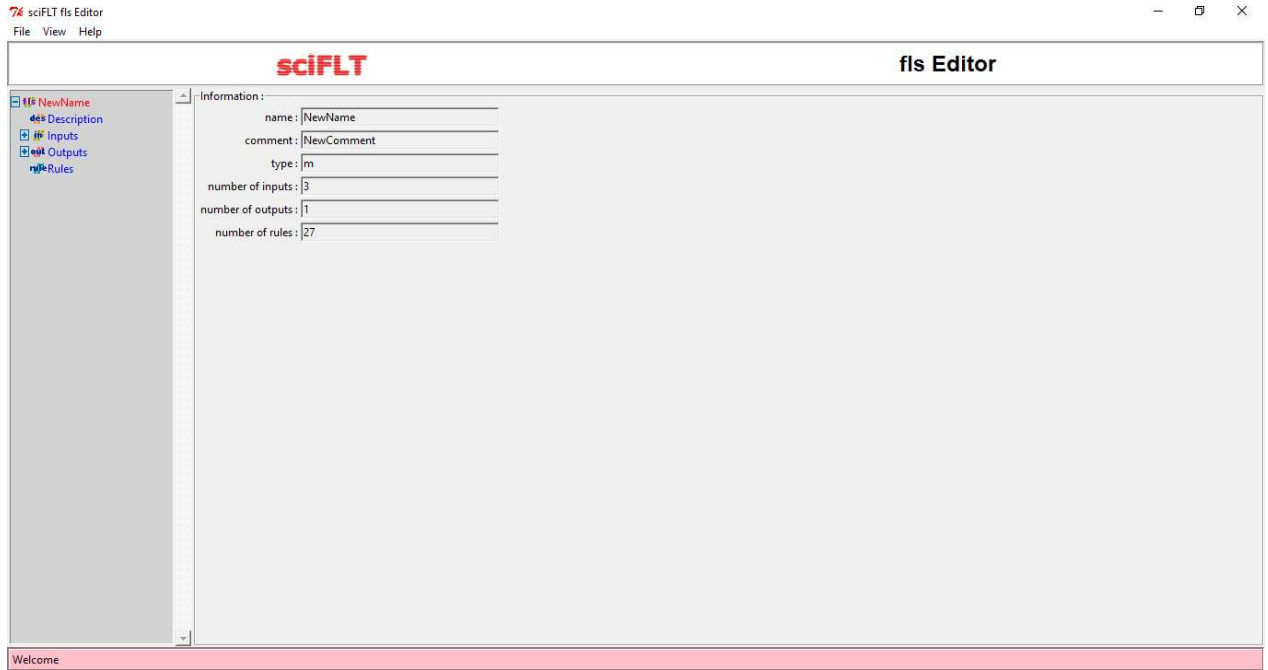 sciFLT fls Editor
File View Help
sciFLT fls Editor
fls NewName
des Description
in Inputs
out Outputs
rule Rules
Information :
name : NewName
comment : NewComment
type : m
number of inputs : 3
number of outputs : 1
number of rules : 27
Welcome